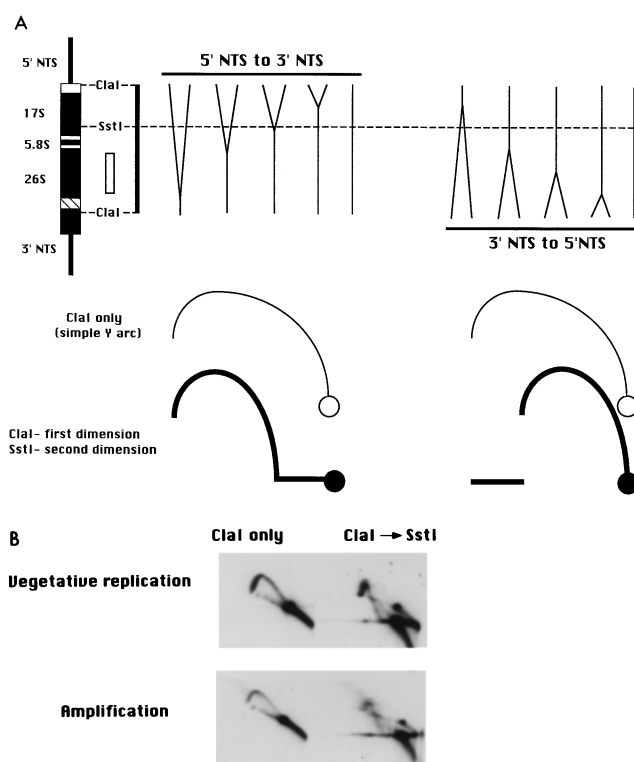 A
5' NTS
17S
5.8S
26S
3' NTS
ClaI
SstI
ClaI
5' NTS to 3' NTS
3' NTS to 5'NTS
ClaI only
(simple Y arc)
ClaI- first dimension
SstI- second dimension
B
ClaI only
ClaI → SstI
Vegetative replication
Amplification